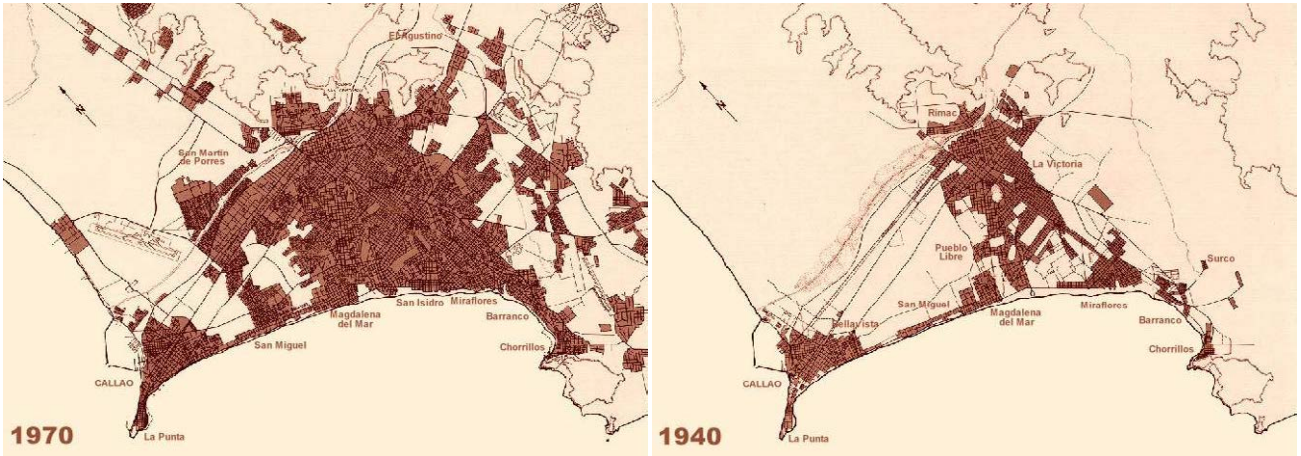 El Agustino
San Martín
de Porres
San Isidro
Miraflores
Magdalena
del Mar
Barranco
San Miguel
Chorrillos
CALLAO
La Punta
1970
N
Rimac
La Victoria
Pueblo
Libre
Surco
San Miguel
Magdalena
del Mar
Miraflores
Barranco
Bellavista
Chorrillos
CALLAO
La Punta
1940
N